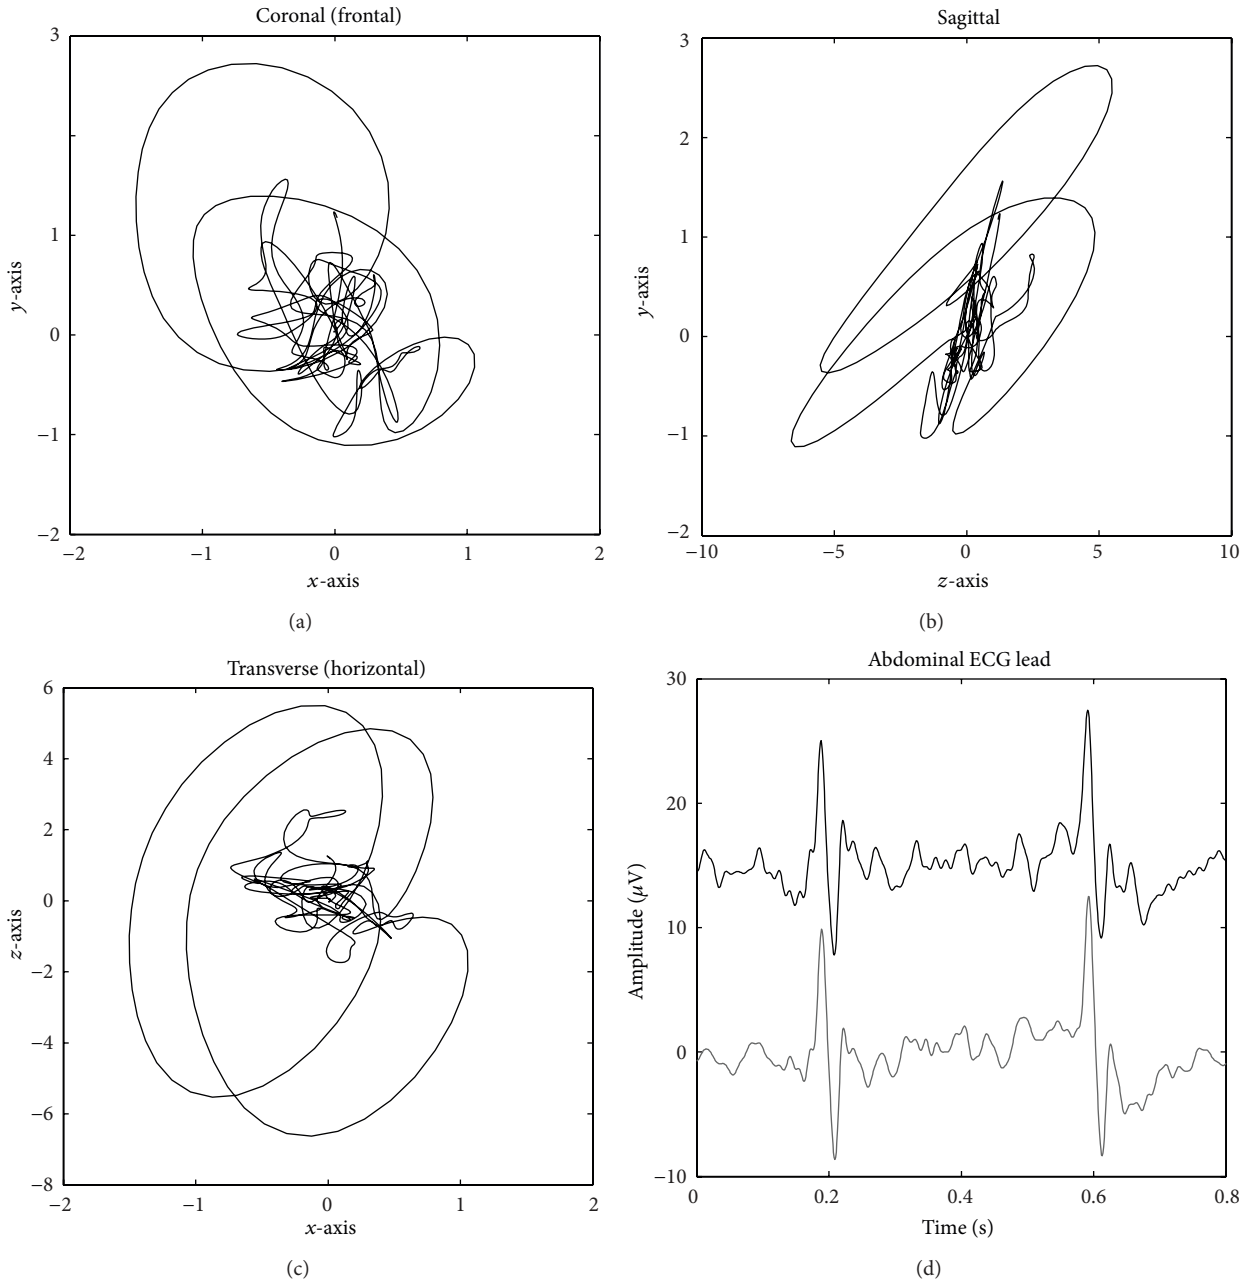 Coronal (frontal)
3
1
0
−1
−2
y-axis
−2
−1
0
1
2
x-axis
(a)
Sagittal
3
2
1
0
−1
−2
y-axis
−10
−5
0
5
10
z-axis
(b)
Transverse (horizontal)
6
4
2
0
−2
−4
−6
−8
z-axis
−2
−1
0
1
2
x-axis
(c)
Abdominal ECG lead
30
20
10
0
−10
Amplitude (μV)
0
0.2
0.4
0.6
0.8
Time (s)
(d)